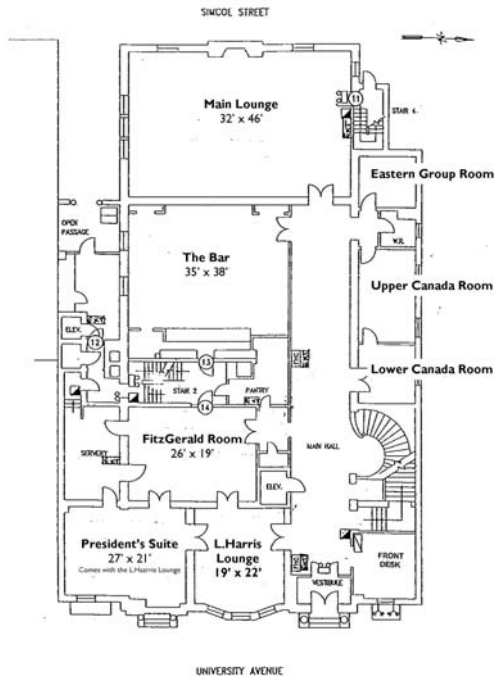 SIMCOE STREET
Main Lounge
32' x 46'
11
STAIR 4
Eastern Group Room
OPEN
PASSAGE
W.R.
The Bar
35' x 38'
Upper Canada Room
ELEV.
12
13
Lower Canada Room
STAIR 2
PANTRY
14
FitzGerald Room
26' x 19'
MAIN HALL
SERVERY
ELEV.
President's Suite
27' x 21'
Comes with the L.Haerris Lounge
L.Harris
Lounge
19' x 22'
FRONT
DESK
VESTIBULE
UNIVERSITY AVENUE